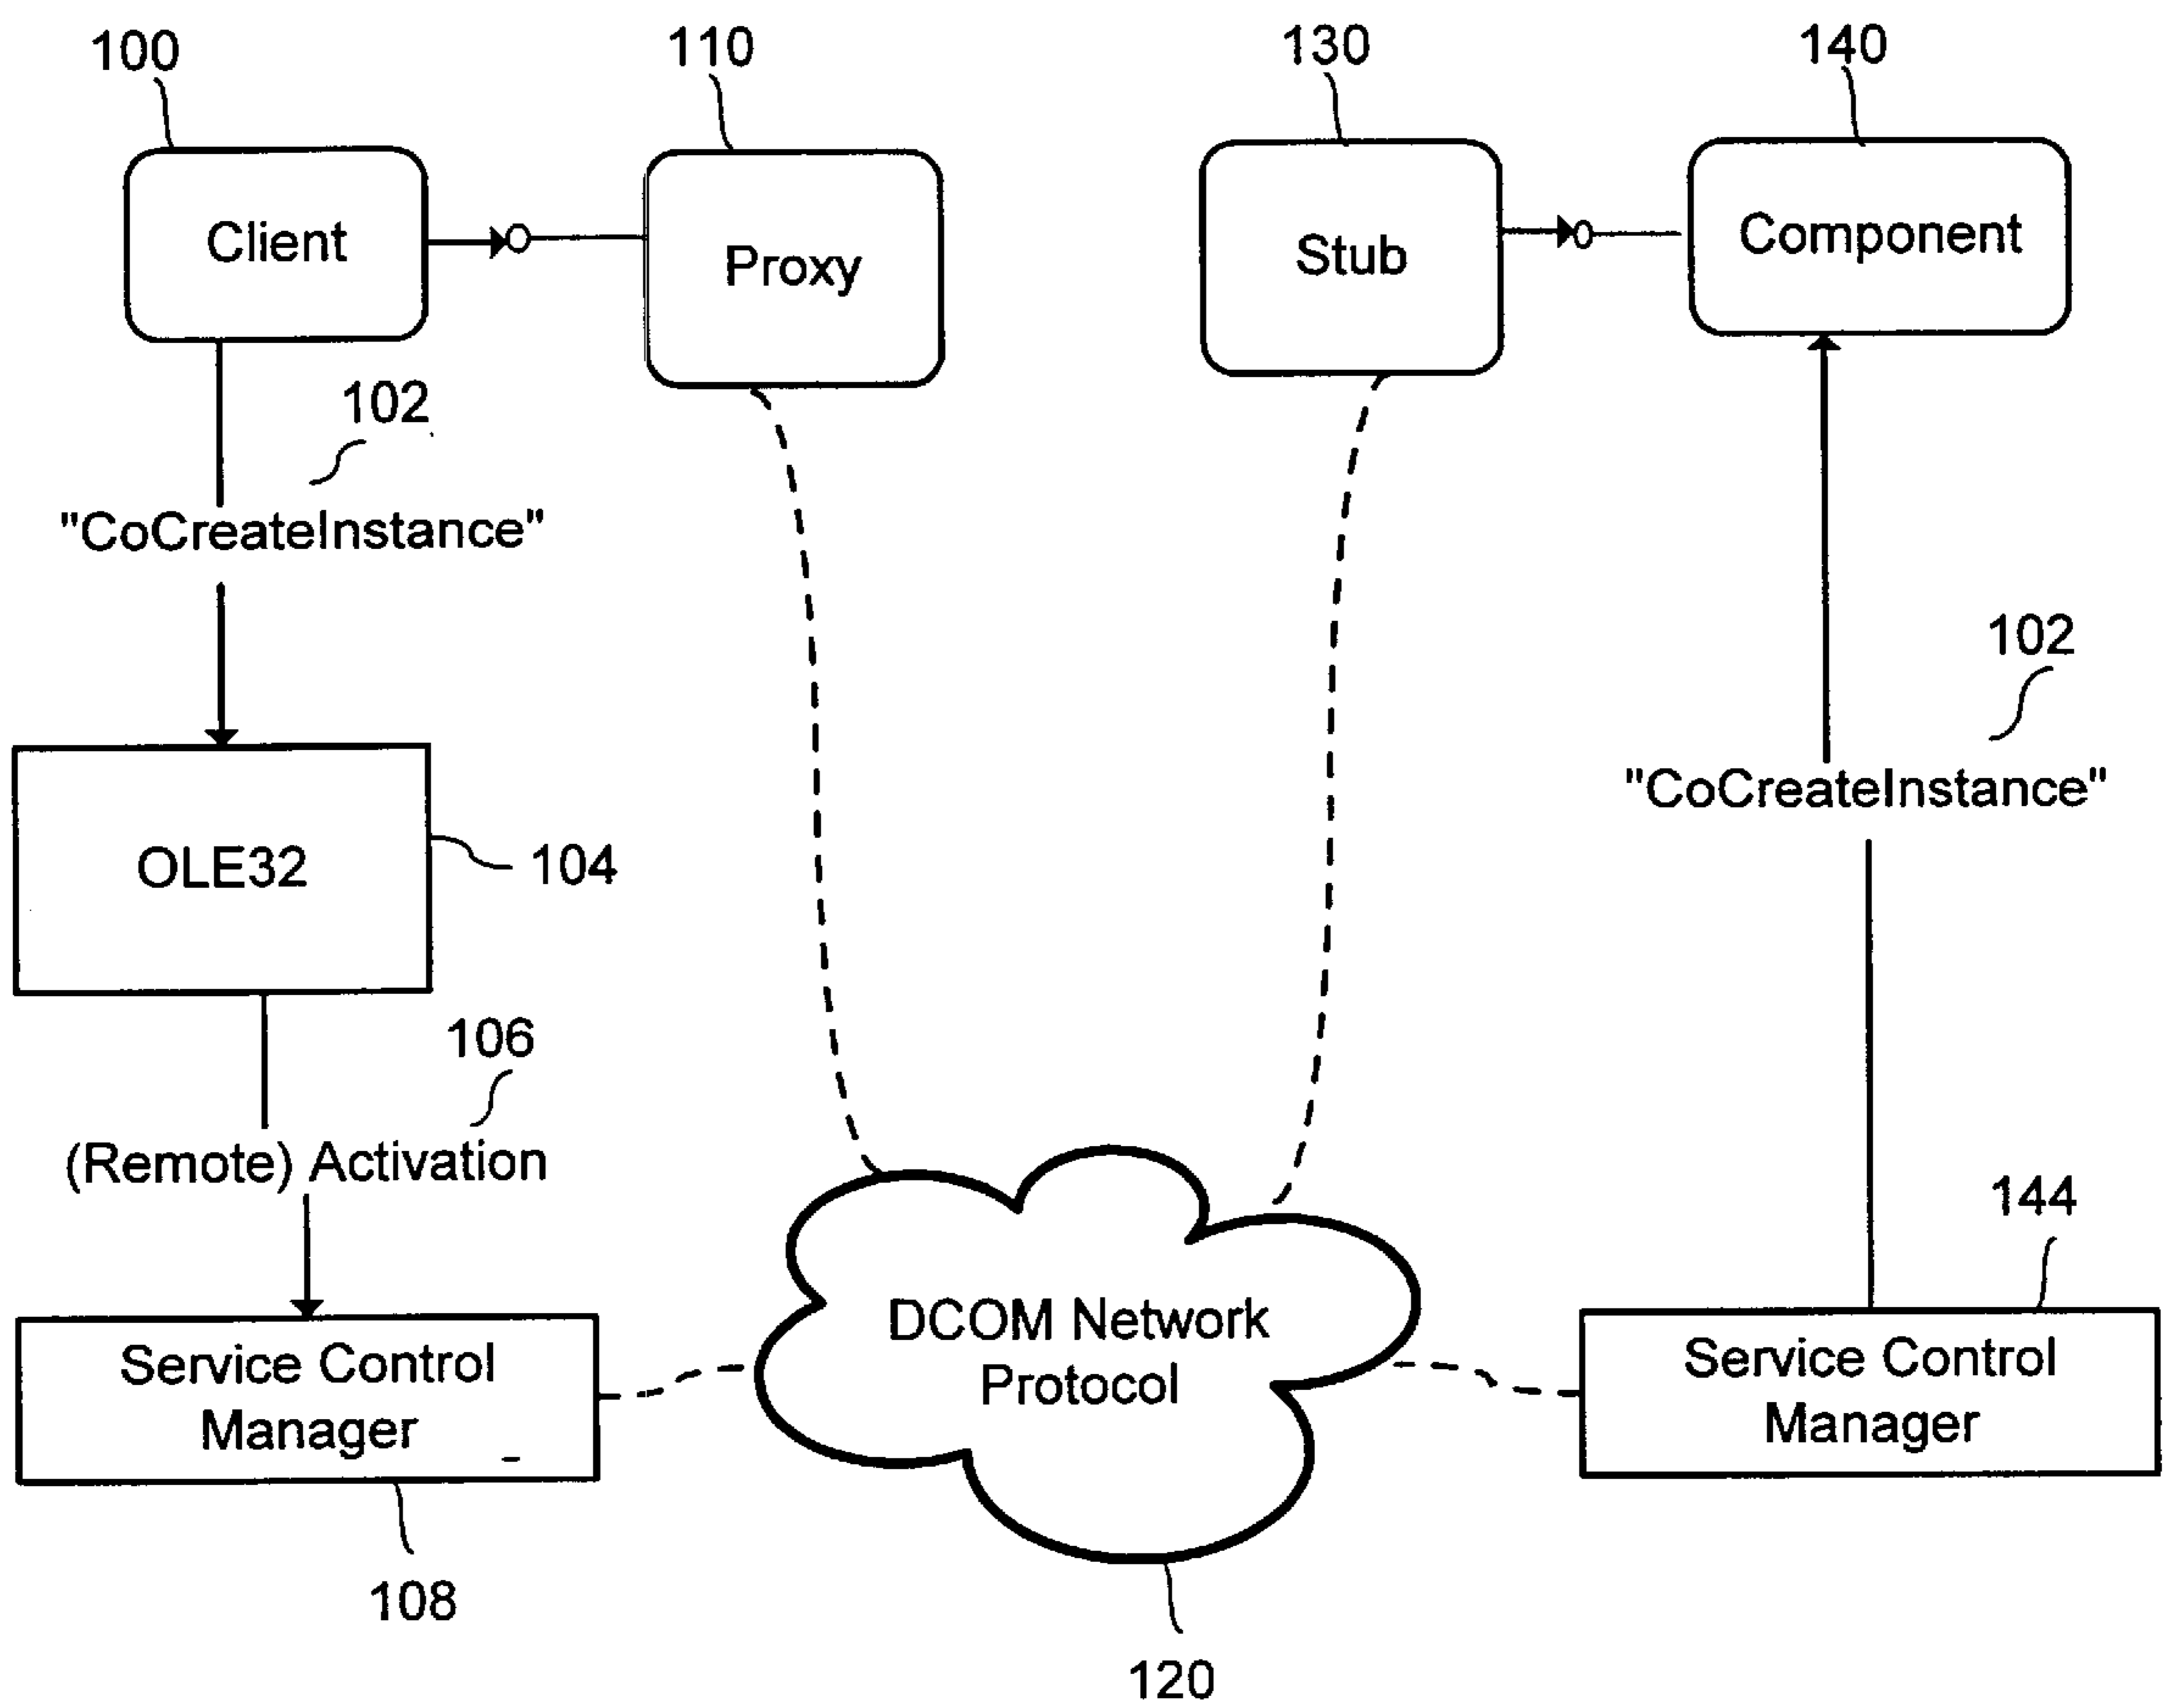 100
110
130
140
Client
Proxy
Stub
Component
102
"CoCreateInstance"
102
"CoCreateInstance"
OLE32
104
106
(Remote) Activation
144
DCOM Network
Protocol
Service Control
Manager
Service Control
Manager
108
120